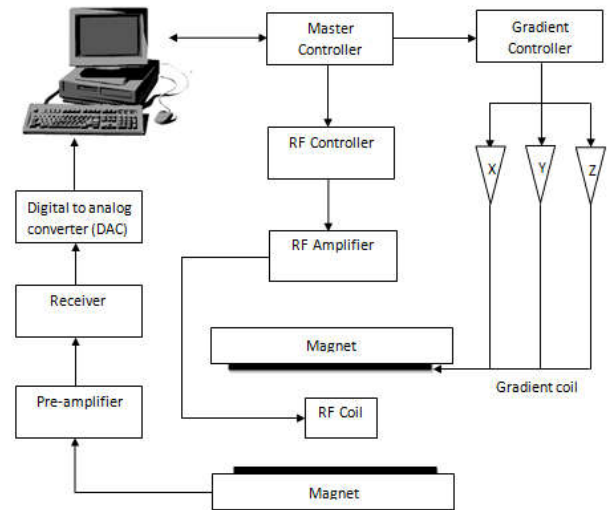 Master
Controller
Gradient
Controller
RF Controller
X
Y
Z
Digital to analog
converter (DAC)
RF Amplifier
Receiver
Magnet
Gradient coil
Pre-amplifier
RF Coil
Magnet